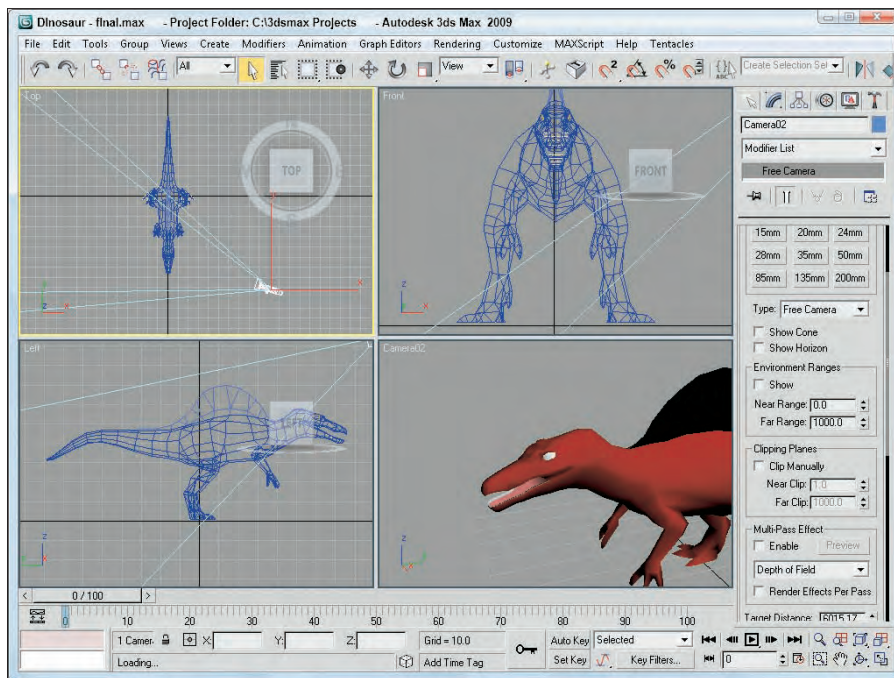 DInosaur - fInal.max - Project Folder: C:\3dsmax Projects - Autodesk 3ds Max 2009
File Edit Tools Group Views Create Modifiers Animation Graph Editors Rendering Customize MAXScript Help Tentacles
All
View
Create Selection Set
Top
TOP
x
x
z
Front
FRONT
z
x
Left
z
Camera02
z
Camera02
Modifier List
Free Camera
15mm 20mm 24mm
28mm 35mm 50mm
85mm 135mm 200mm
Type: Free Camera
Show Cone
Show Horizon
Environment Ranges
Show
Near Range: 0.0
Far Range: 1000.0
Clipping Planes
Clip Manually
Near Clip: 1.0
Far Clip: 1000.0
Multi-Pass Effect
Enable Preview
Depth of Field
Render Effects Per Pass
Target Distance: 6015.17
< 0 / 100 >
0 10 20 30 40 50 60 70 80 90 100
1 Camer. X: Y: Z: Grid = 10.0 Auto Key Selected
Loading... Add Time Tag Set Key Key Filters... 0